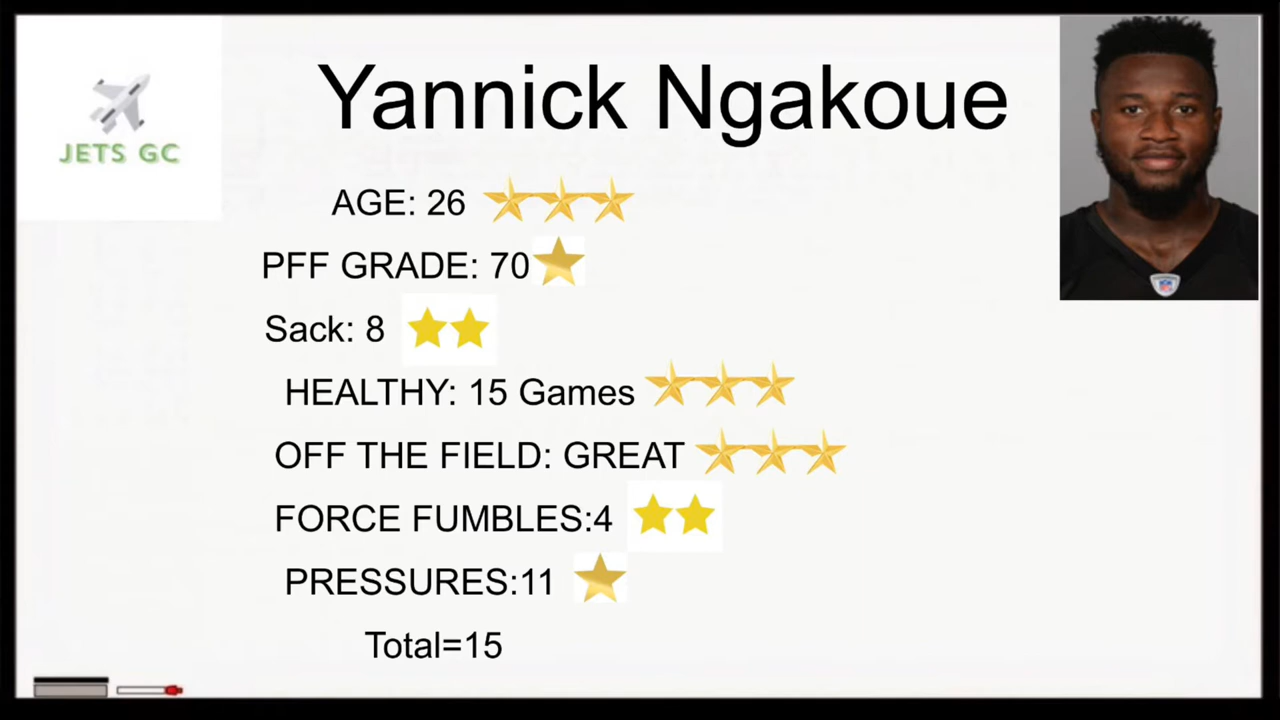 JETS GC
Yannick Ngakoue
AGE: 26
PFF GRADE: 70
Sack: 8
HEALTHY: 15 Games
OFF THE FIELD: GREAT
FORCE FUMBLES:4
PRESSURES:11
Total=15